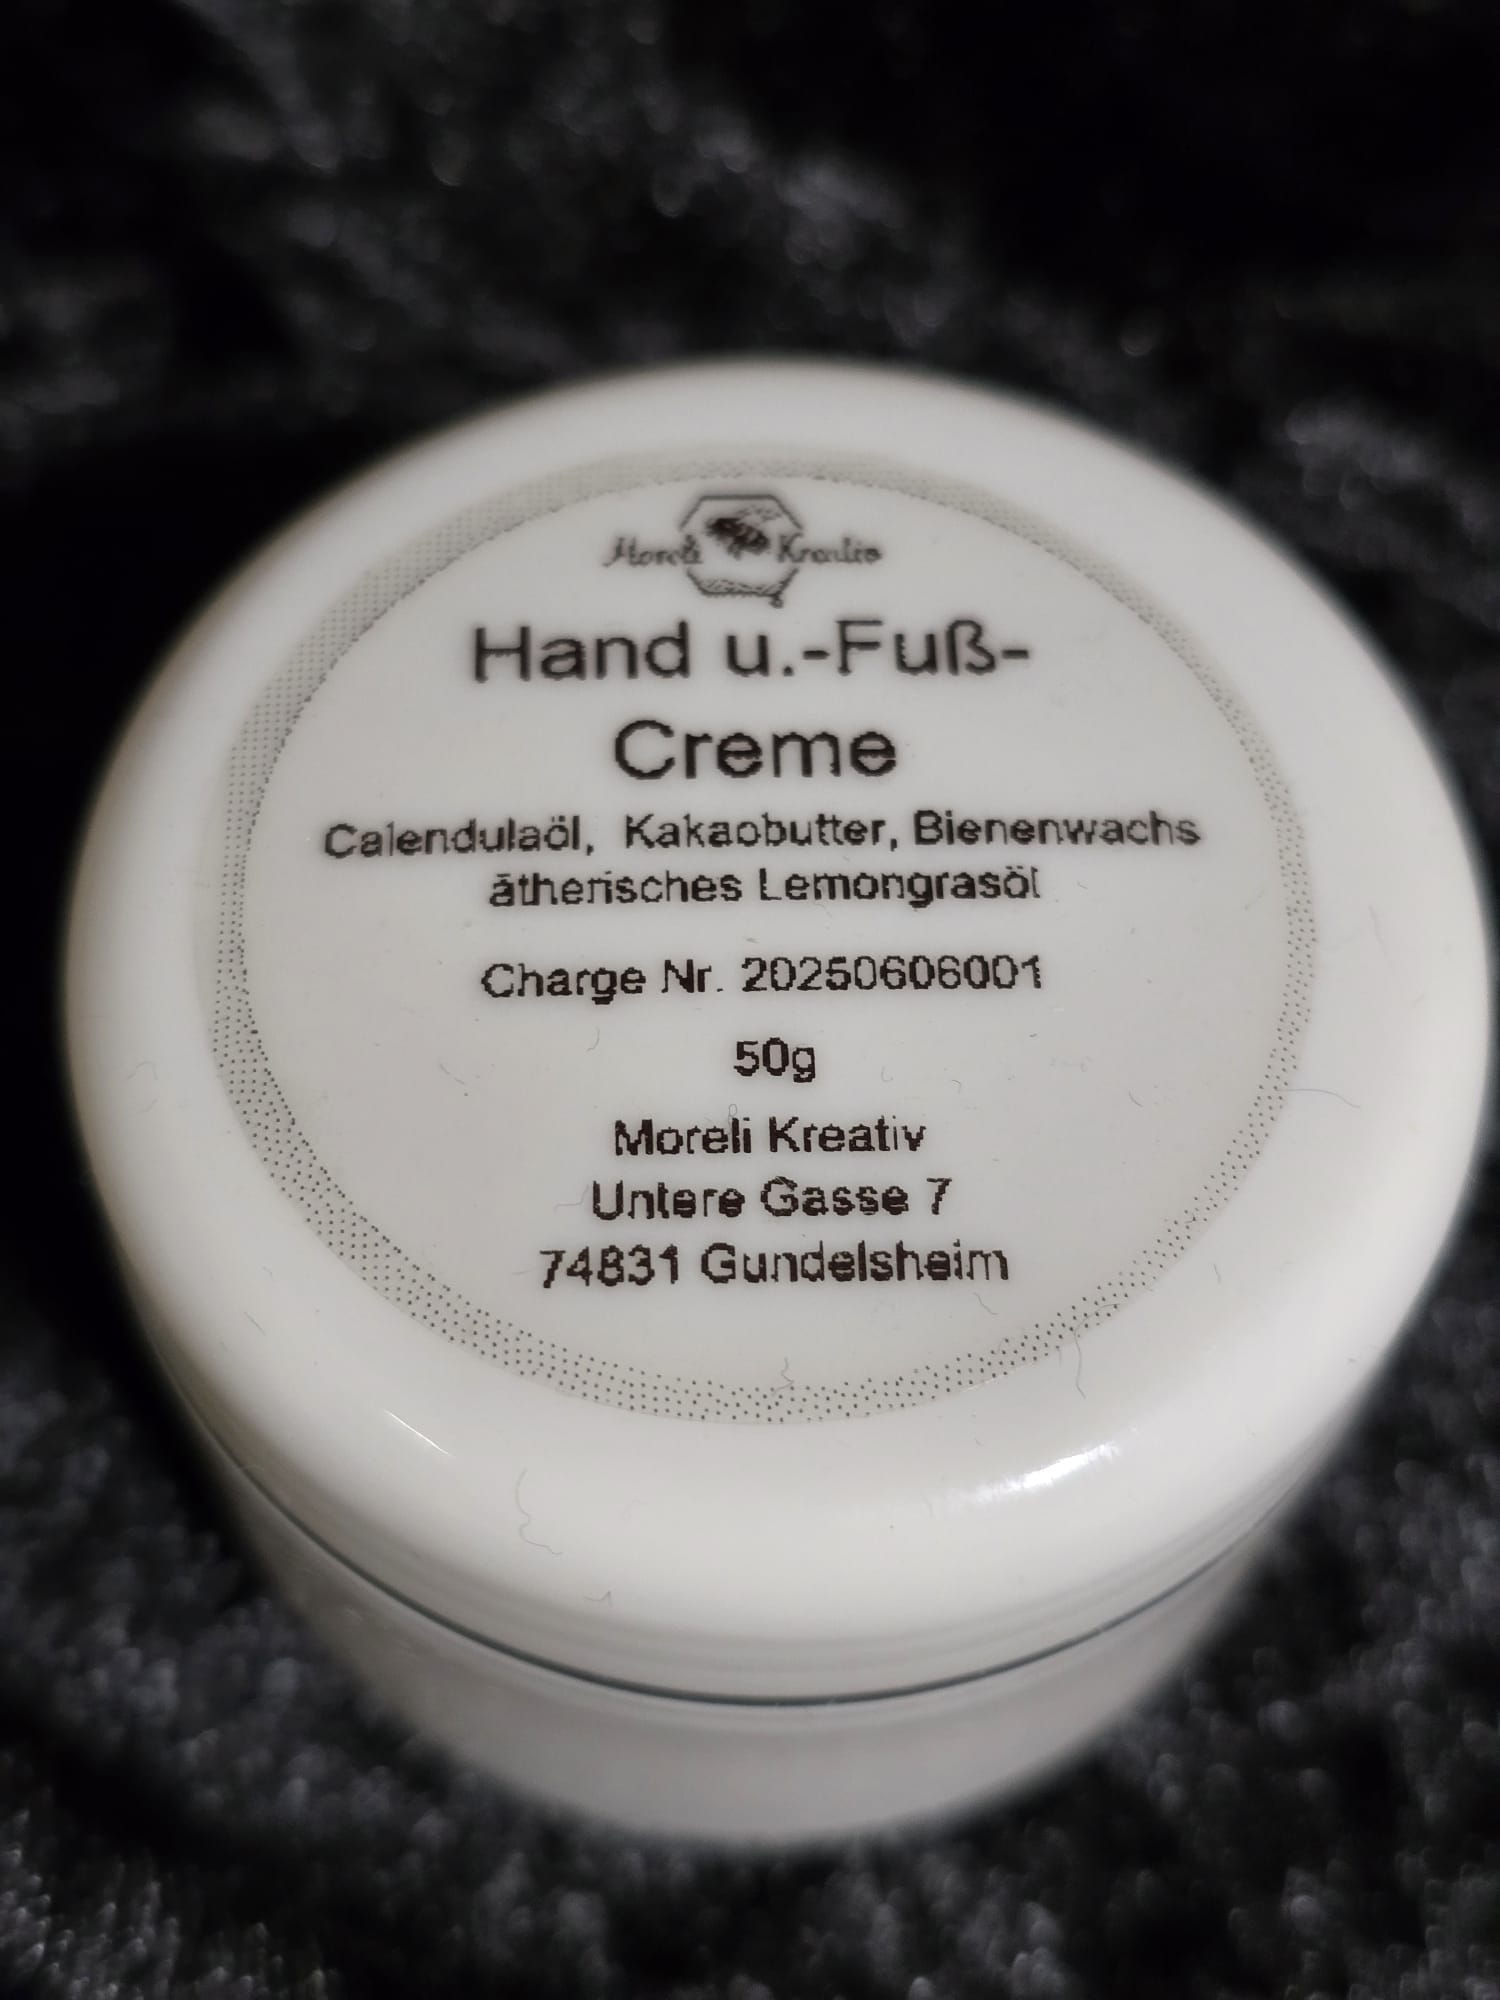 Moreli Kreativ
Hand u.-Fuß-
Creme
Calendulaöl, Kakaobutter, Bienenwachs
ätherisches Lemongrasöl
Charge Nr. 20250606001
50g
Moreli Kreativ
Untere Gasse 7
74831 Gundelsheim